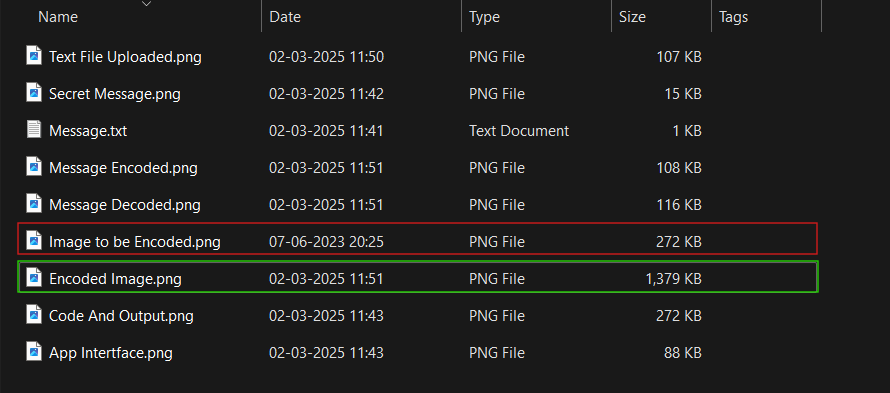 Name Date Type Size Tags
Text File Uploaded.png 02-03-2025 11:50 PNG File 107 KB
Secret Message.png 02-03-2025 11:42 PNG File 15 KB
Message.txt 02-03-2025 11:41 Text Document 1 KB
Message Encoded.png 02-03-2025 11:51 PNG File 108 KB
Message Decoded.png 02-03-2025 11:51 PNG File 116 KB
Image to be Encoded.png 07-06-2023 20:25 PNG File 272 KB
Encoded Image.png 02-03-2025 11:51 PNG File 1,379 KB
Code And Output.png 02-03-2025 11:43 PNG File 272 KB
App Intertface.png 02-03-2025 11:43 PNG File 88 KB